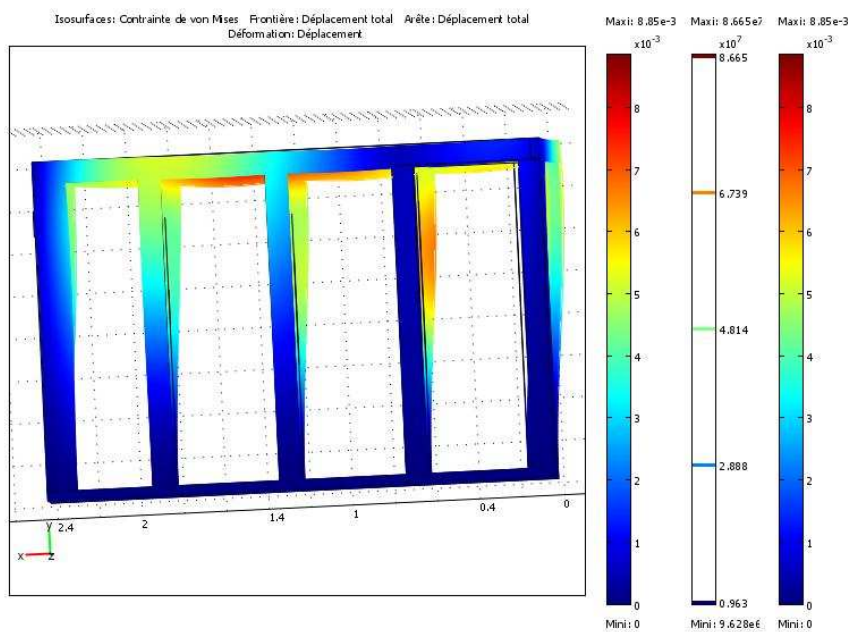 Isosurfaces: Contrainte de von Mises Frontière: Déplacement total Arête: Déplacement total
Déformation: Déplacement
Maxi: 8.85e-3 Maxi: 8.665e7 Maxi: 8.85e-3
x10⁻³ x10⁷ x10⁻³
8.665
8 8
7 7
6.739
6 6
5 5
4.814
4 4
3 3
2.888
2 2
1 1
0 0.963 0
Mini: 0 Mini: 9.628e6 Mini: 0
2.4 2 1.4 1 0.4 0
y
x z